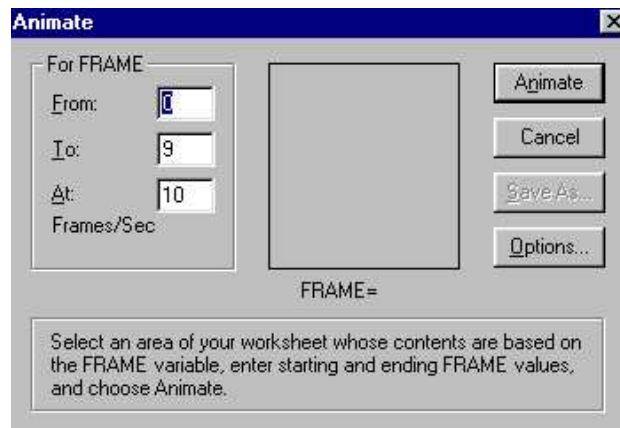 Animate
For FRAME
From: 0
To: 9
At: 10
Frames/Sec
FRAME=
Animate
Cancel
Save As...
Options...
Select an area of your worksheet whose contents are based on
the FRAME variable, enter starting and ending FRAME values,
and choose Animate.